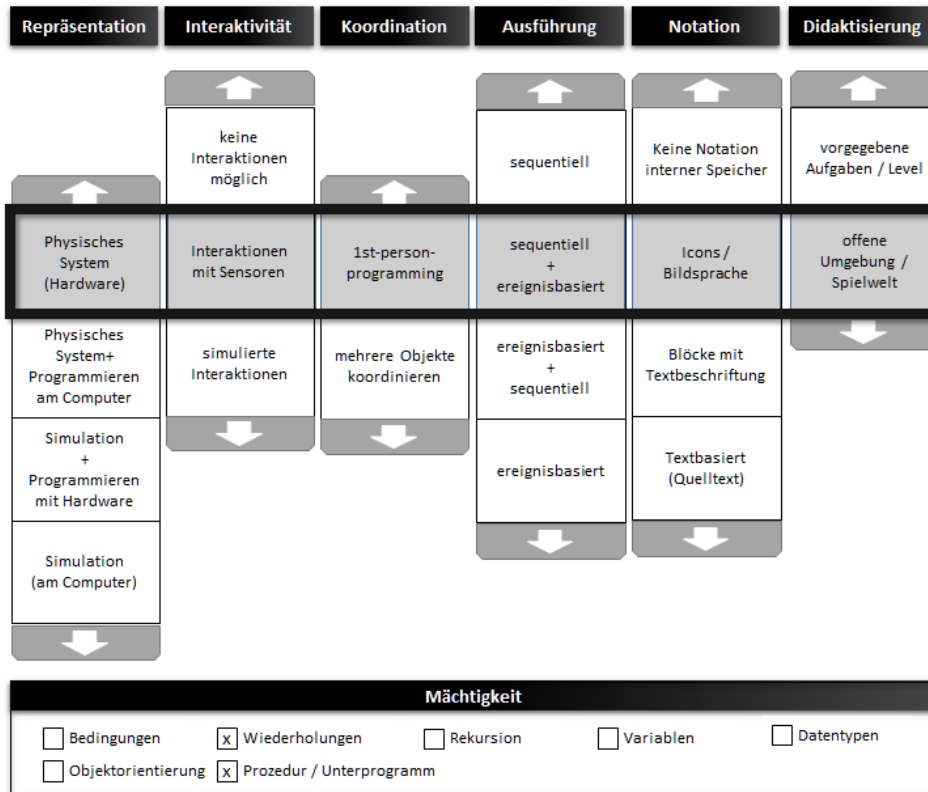 Repräsentation
Interaktivität
Koordination
Ausführung
Notation
Didaktisierung
keine
Interaktionen
möglich
sequentiell
Keine Notation
interner Speicher
vorgegebene
Aufgaben / Level
Physisches
System
(Hardware)
Interaktionen
mit Sensoren
1st-person-
programming
sequentiell
+
ereignisbasiert
Icons /
Bildsprache
offene
Umgebung /
Spielwelt
Physisches
System+
Programmieren
am Computer
simulierte
Interaktionen
mehrere Objekte
koordinieren
ereignisbasiert
+
sequentiell
Blöcke mit
Textbeschriftung
Simulation
+
Programmieren
mit Hardware
ereignisbasiert
Textbasiert
(Quelltext)
Simulation
(am Computer)
Mächtigkeit
Bedingungen
x Wiederholungen
Rekursion
Variablen
Datentypen
Objektorientierung
x Prozedur / Unterprogramm